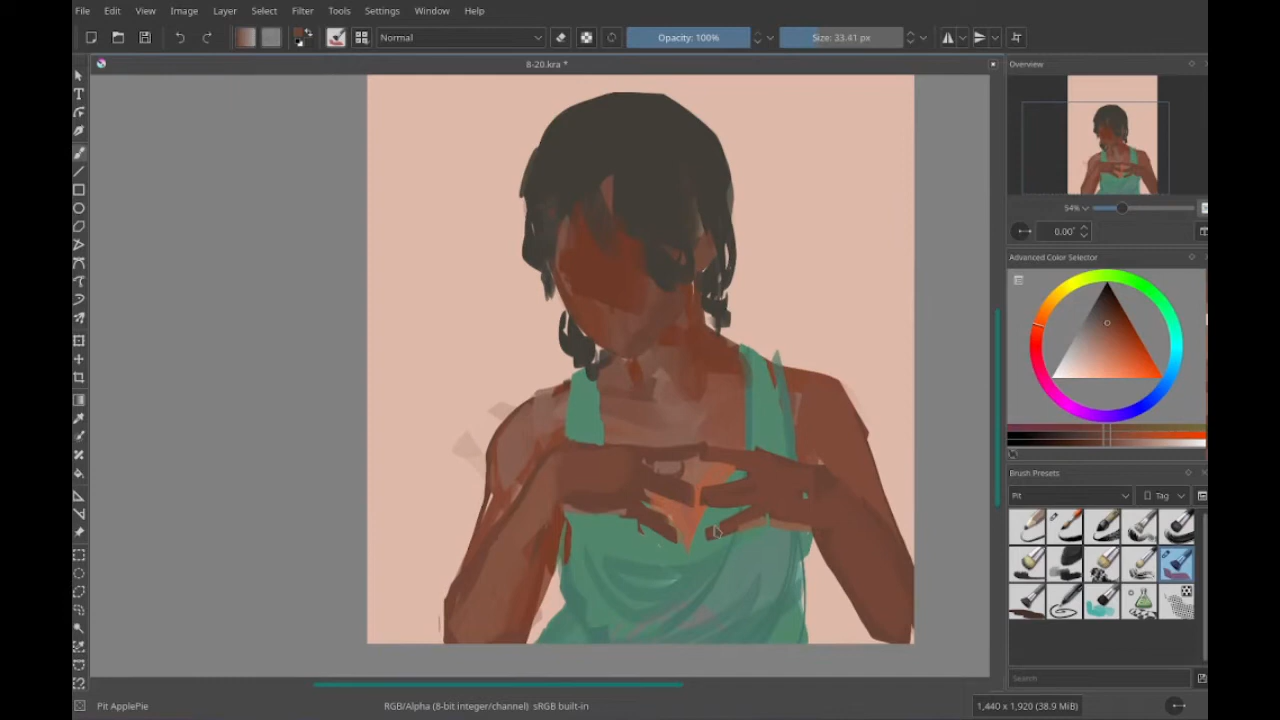 File Edit View Image Layer Select Filter Tools Settings Window Help
Normal Opacity: 100% Size: 33.41 px
8-20.kra *
Overview
54%
0.00°
Advanced Color Selector
Brush Presets
Pit Tag
Search
Pit ApplePie RGB/Alpha (8-bit integer/channel) sRGB built-in 1,440 x 1,920 (38.9 MiB)